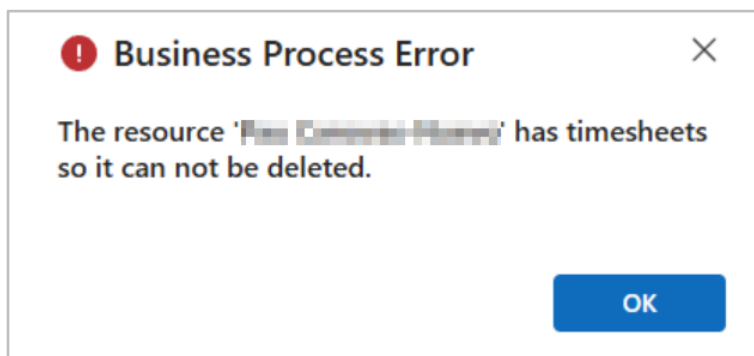 Business Process Error
The resource ' ' has timesheets
so it can not be deleted.
OK